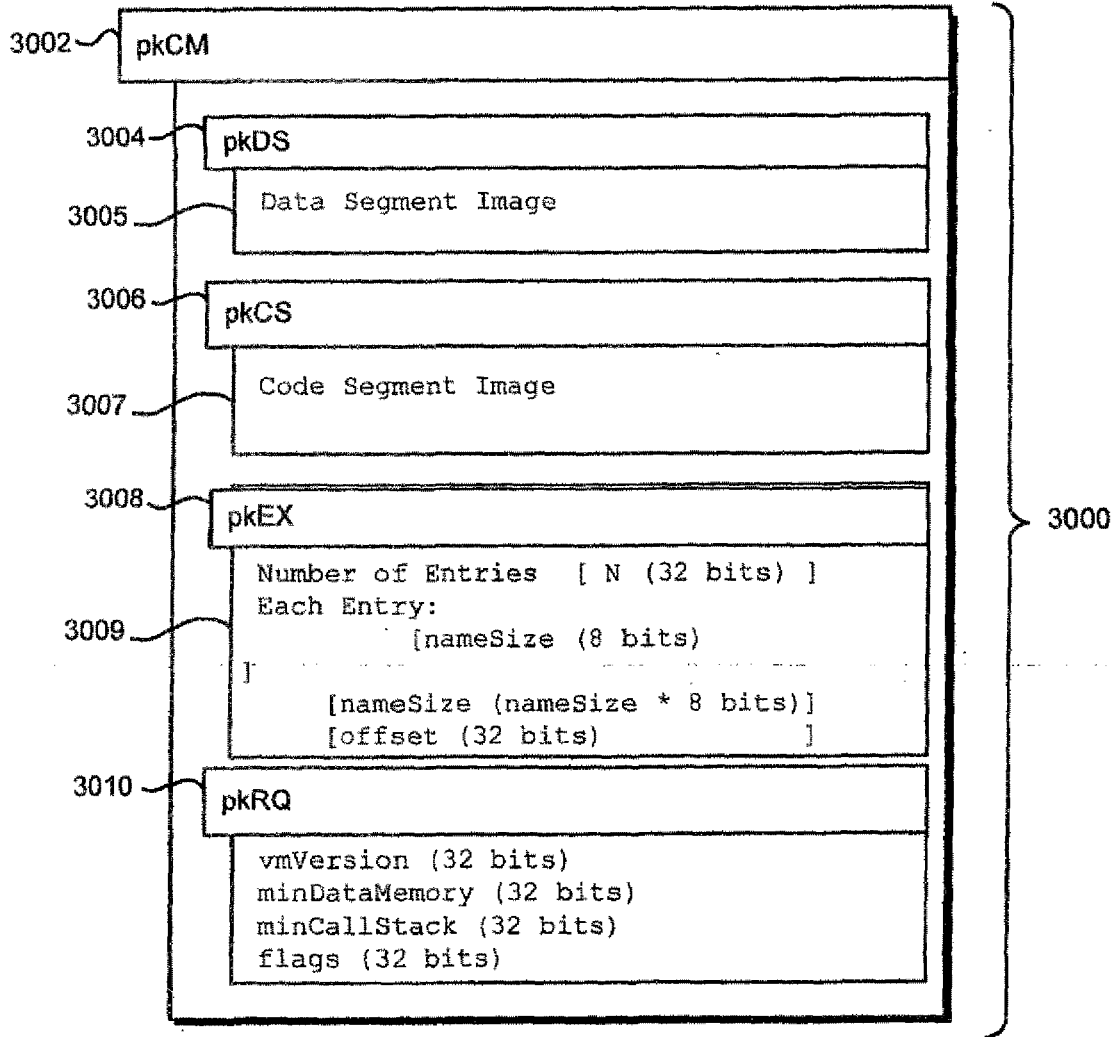 3002 pkCM
3004 pkDS
3005 Data Segment Image
3006 pkCS
3007 Code Segment Image
3008 pkEX
Number of Entries [ N (32 bits) ]
Each Entry:
3009 [nameSize (8 bits)
]
[nameSize (nameSize * 8 bits)]
[offset (32 bits) ]
3010 pkRQ
vmVersion (32 bits)
minDataMemory (32 bits)
minCallStack (32 bits)
flags (32 bits)
3000